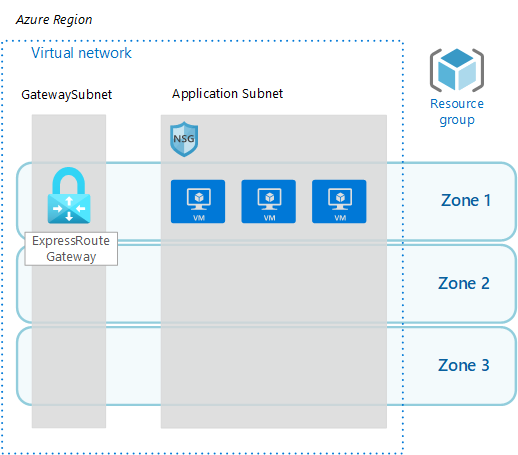 Azure Region
Virtual network
GatewaySubnet
Application Subnet
Resource
group
NSG
VM
VM
VM
Zone 1
ExpressRoute
Gateway
Zone 2
Zone 3